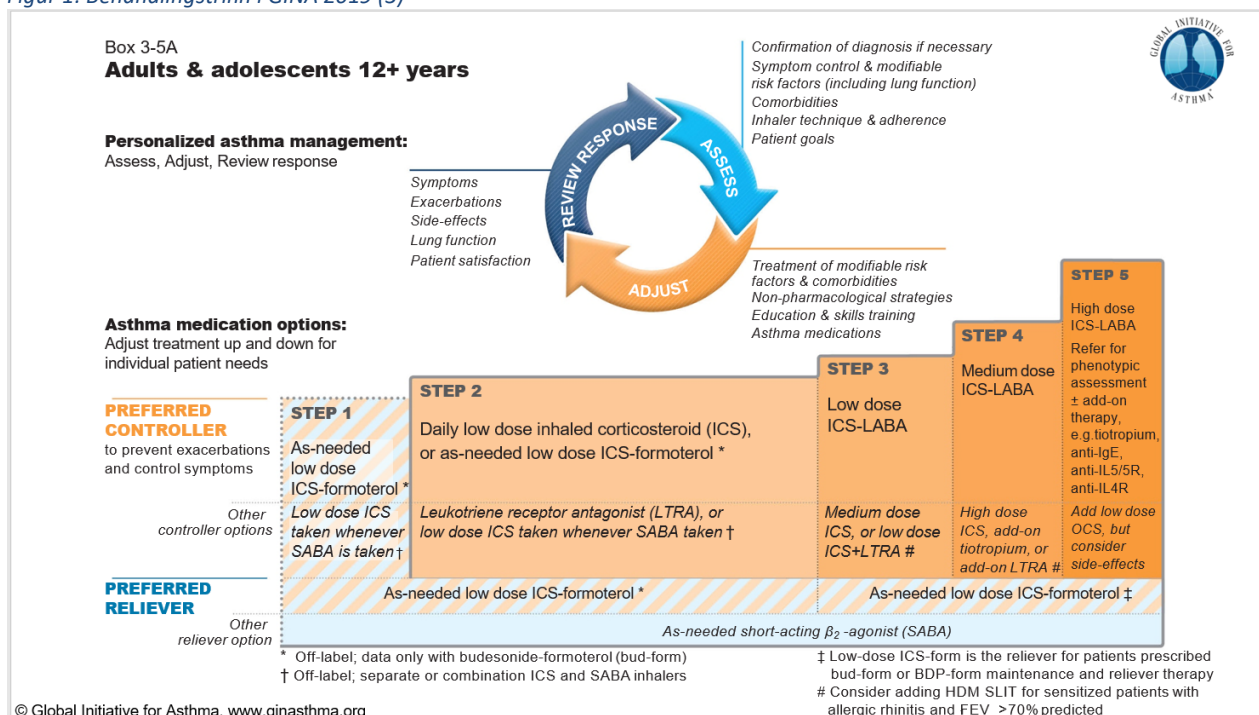 Figur 1: Behandlingstrinn i GINA 2019 (3)
Box 3-5A
Adults & adolescents 12+ years
Personalized asthma management:
Assess, Adjust, Review response
Symptoms
Exacerbations
Side-effects
Lung function
Patient satisfaction
REVIEW RESPONSE
ASSESS
ADJUST
Confirmation of diagnosis if necessary
Symptom control & modifiable
risk factors (including lung function)
Comorbidities
Inhaler technique & adherence
Patient goals
GLOBAL INITIATIVE FOR
ASTHMA
Treatment of modifiable risk
factors & comorbidities
Non-pharmacological strategies
Education & skills training
Asthma medications
Asthma medication options:
Adjust treatment up and down for
individual patient needs
PREFERRED
CONTROLLER
to prevent exacerbations
and control symptoms
STEP 1
As-needed
low dose
ICS-formoterol *
STEP 2
Daily low dose inhaled corticosteroid (ICS),
or as-needed low dose ICS-formoterol *
STEP 3
Low dose
ICS-LABA
STEP 4
Medium dose
ICS-LABA
STEP 5
High dose
ICS-LABA
Refer for
phenotypic
assessment
± add-on
therapy,
e.g.tiotropium,
anti-IgE,
anti-IL5/5R,
anti-IL4R
Other
controller options
Low dose ICS
taken whenever
SABA is taken †
Leukotriene receptor antagonist (LTRA), or
low dose ICS taken whenever SABA taken †
Medium dose
ICS, or low dose
ICS+LTRA #
High dose
ICS, add-on
tiotropium, or
add-on LTRA #
Add low dose
OCS, but
consider
side-effects
PREFERRED
RELIEVER
As-needed low dose ICS-formoterol *
As-needed low dose ICS-formoterol ‡
Other
reliever option
As-needed short-acting β2 -agonist (SABA)
* Off-label; data only with budesonide-formoterol (bud-form)
† Off-label; separate or combination ICS and SABA inhalers
‡ Low-dose ICS-form is the reliever for patients prescribed
bud-form or BDP-form maintenance and reliever therapy
# Consider adding HDM SLIT for sensitized patients with
allergic rhinitis and FEV >70% predicted
© Global Initiative for Asthma, www.ginasthma.org